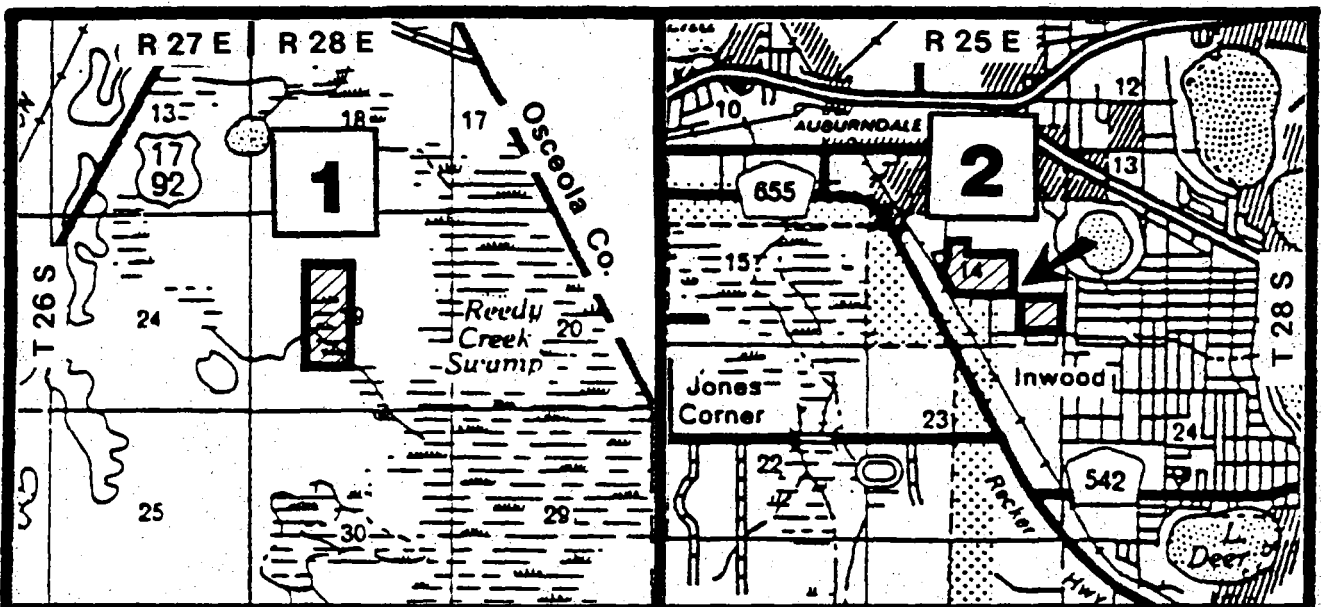 R 27 E
R 28 E
13
18
17
17
92
1
Osceola Co.
T 26 S
24
Reedy
Creek
Swamp
20
25
30
29
R 25 E
12
10
AUBURNDALE
2
13
655
15
14
T 28 S
Jones
Corner
Inwood
23
24
22
542
Recker
Hwy
L.
Deer